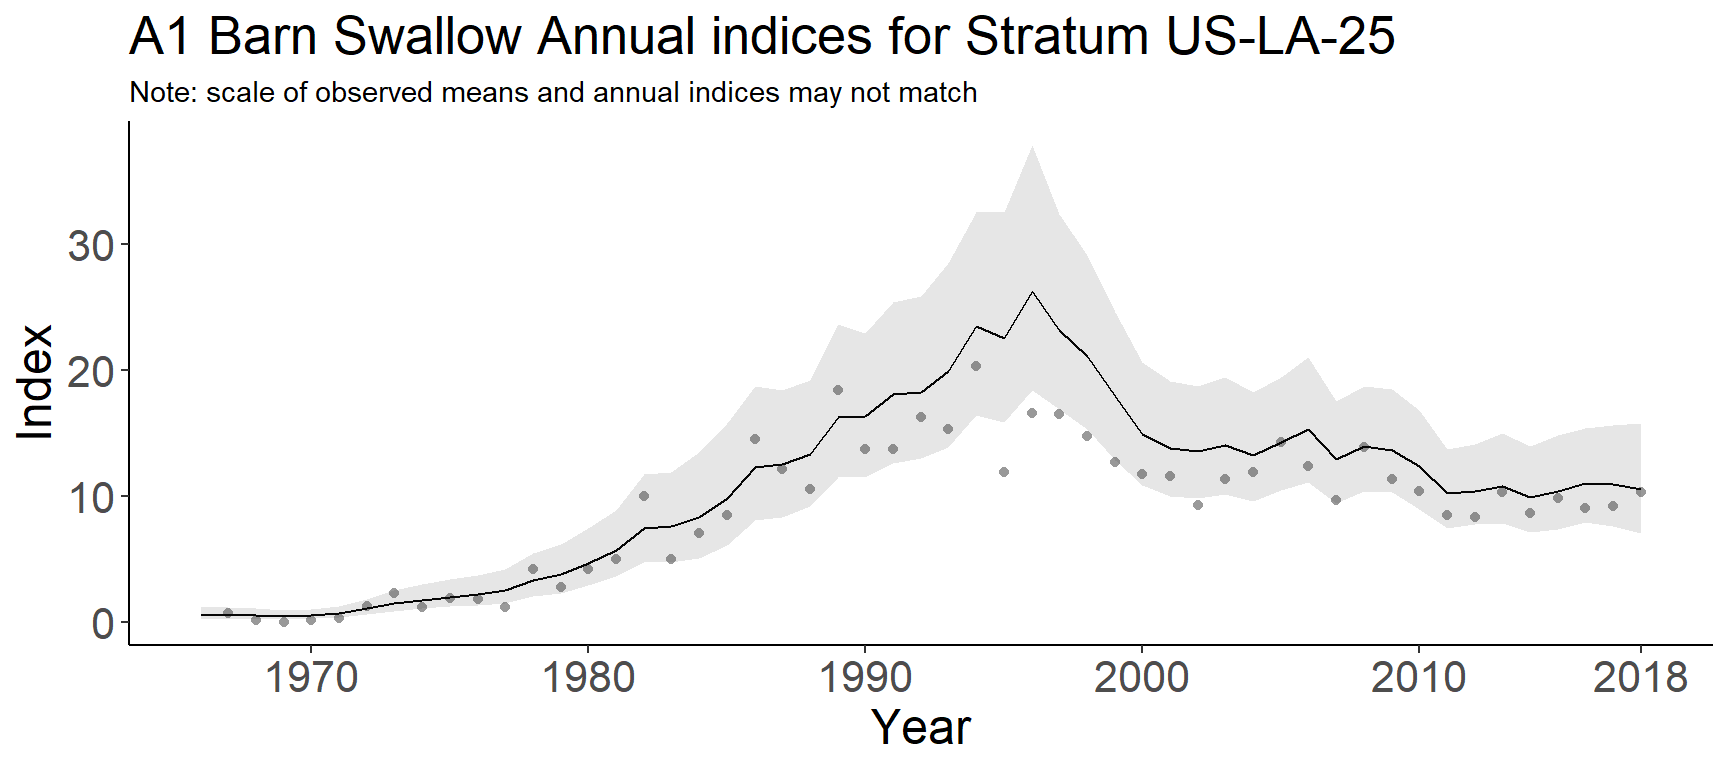 A1 Barn Swallow Annual indices for Stratum US-LA-25
Note: scale of observed means and annual indices may not match
30
20
10
0
Index
1970 1980 1990 2000 2010 2018
Year